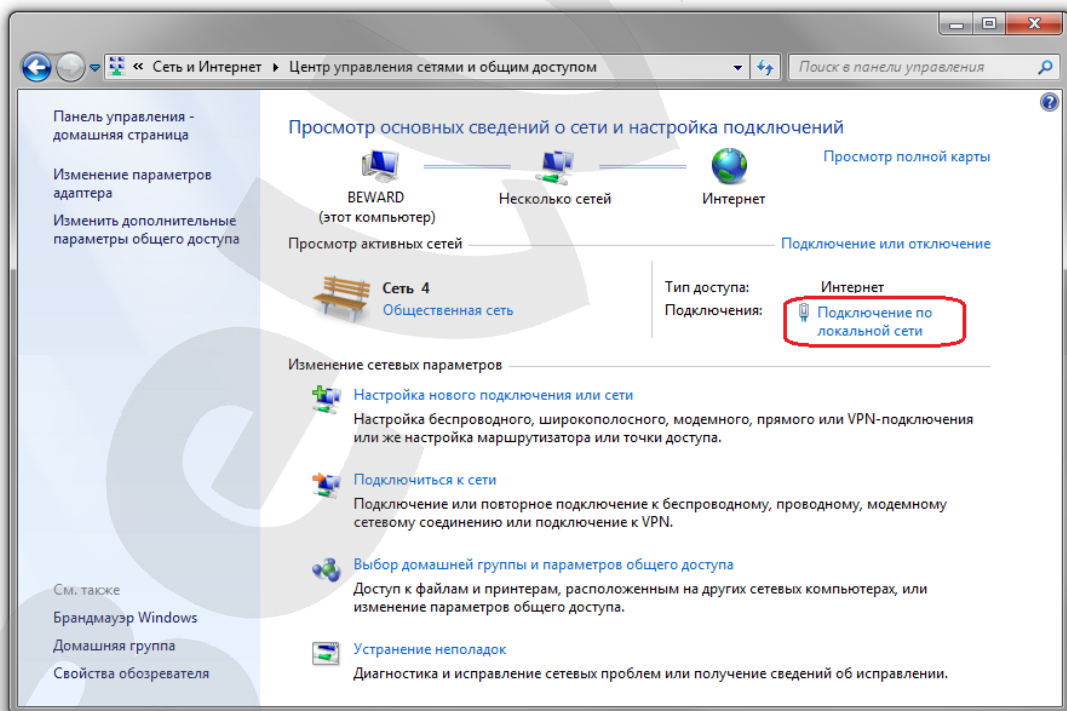 « Сеть и Интернет ▸ Центр управления сетями и общим доступом
Поиск в панели управления
Панель управления -
домашняя страница
Изменение параметров
адаптера
Изменить дополнительные
параметры общего доступа
См. также
Брандмауэр Windows
Домашняя группа
Свойства обозревателя
Просмотр основных сведений о сети и настройка подключений
Просмотр полной карты
BEWARD
(этот компьютер)
Несколько сетей
Интернет
Просмотр активных сетей
Подключение или отключение
Сеть 4
Общественная сеть
Тип доступа: Интернет
Подключения: Подключение по
локальной сети
Изменение сетевых параметров
Настройка нового подключения или сети
Настройка беспроводного, широкополосного, модемного, прямого или VPN-подключения
или же настройка маршрутизатора или точки доступа.
Подключиться к сети
Подключение или повторное подключение к беспроводному, проводному, модемному
сетевому соединению или подключение к VPN.
Выбор домашней группы и параметров общего доступа
Доступ к файлам и принтерам, расположенным на других сетевых компьютерах, или
изменение параметров общего доступа.
Устранение неполадок
Диагностика и исправление сетевых проблем или получение сведений об исправлении.